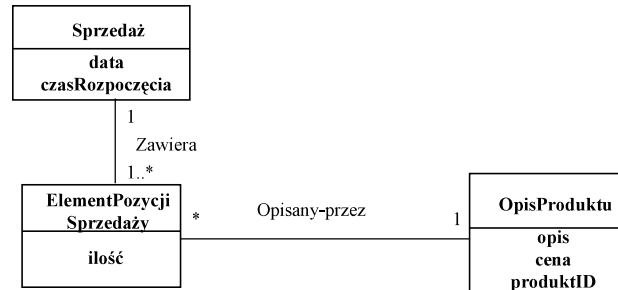 Sprzedaż
data
czasRozpoczęcia
1
Zawiera
1..*
ElementPozycji
Sprzedaży
ilość
*
Opisany-przez
1
OpisProduktu
opis
cena
produktID